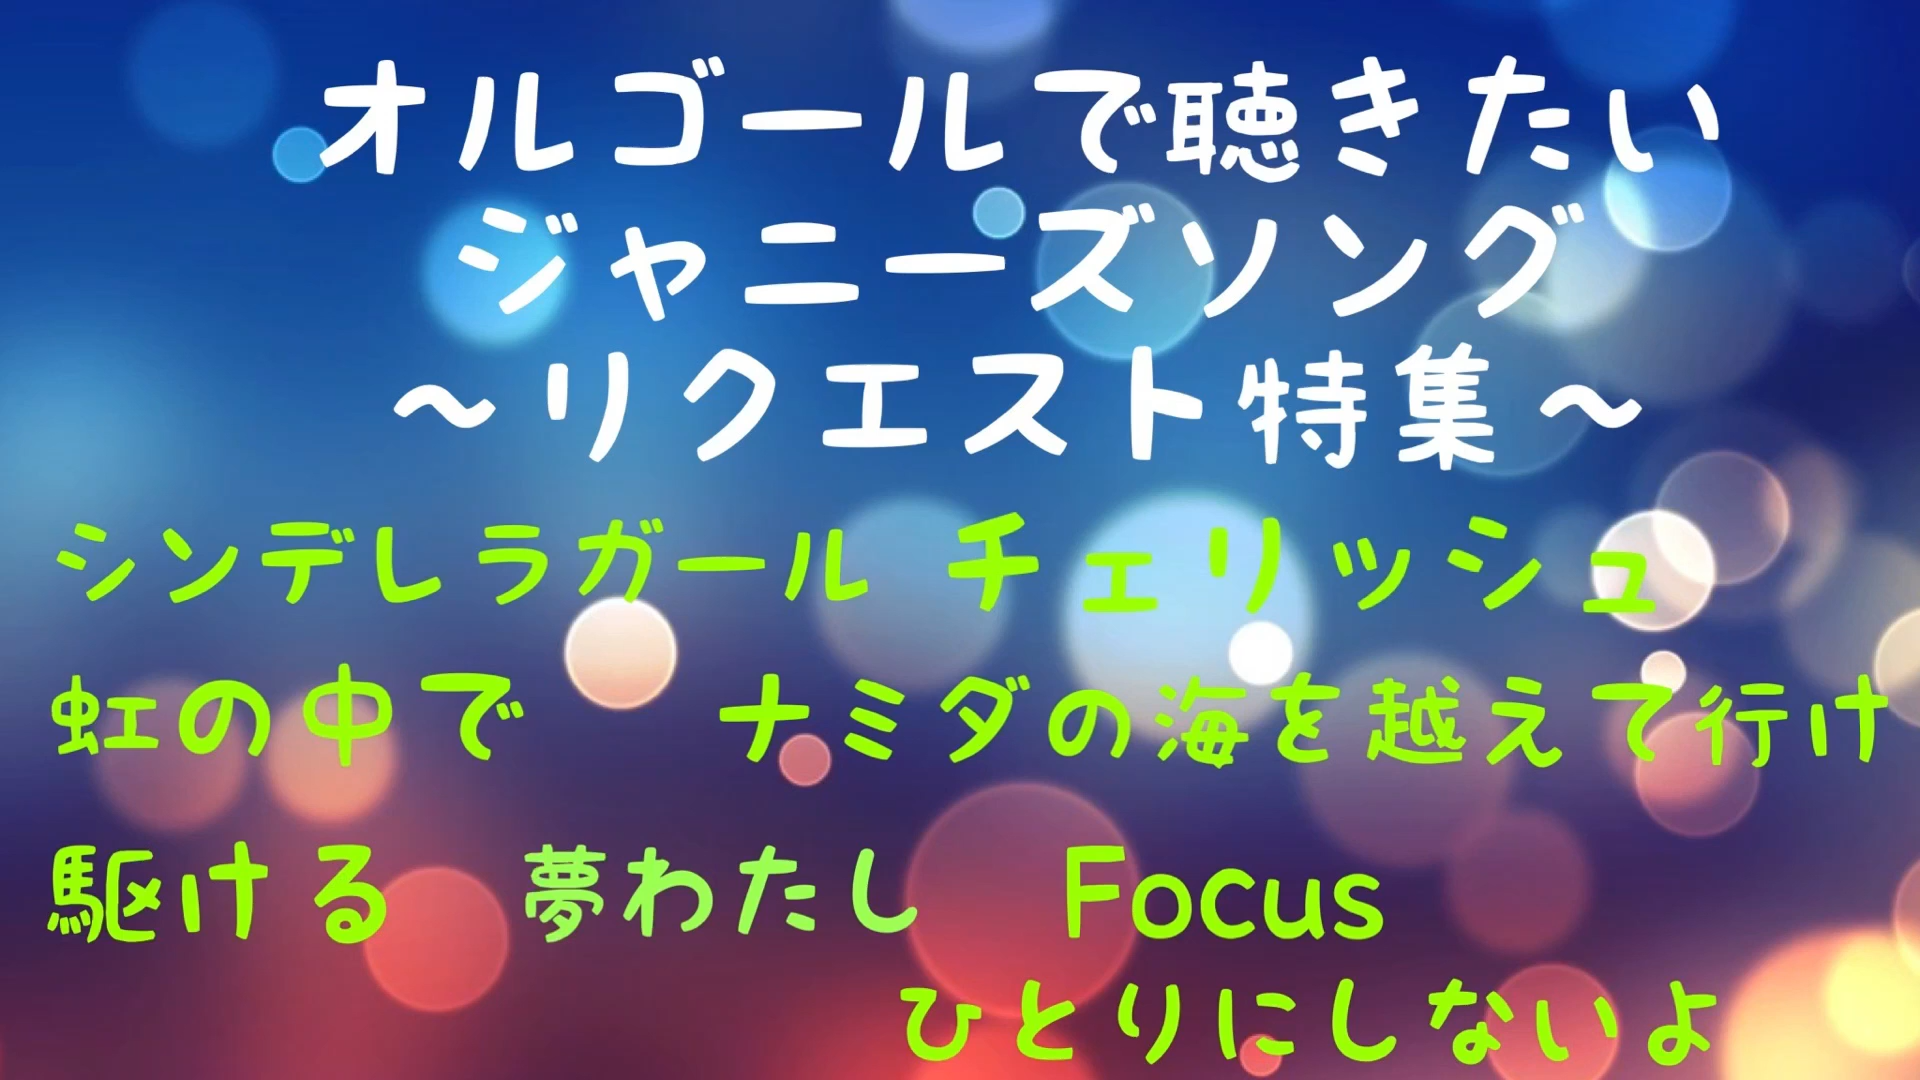 オルゴールで聴きたい
ジャニーズソング
～リクエスト特集～
シンデレラガール チェリッシュ
虹の中で ナミダの海を越えて行け
駆ける 夢わたし Focus
ひとりにしないよ